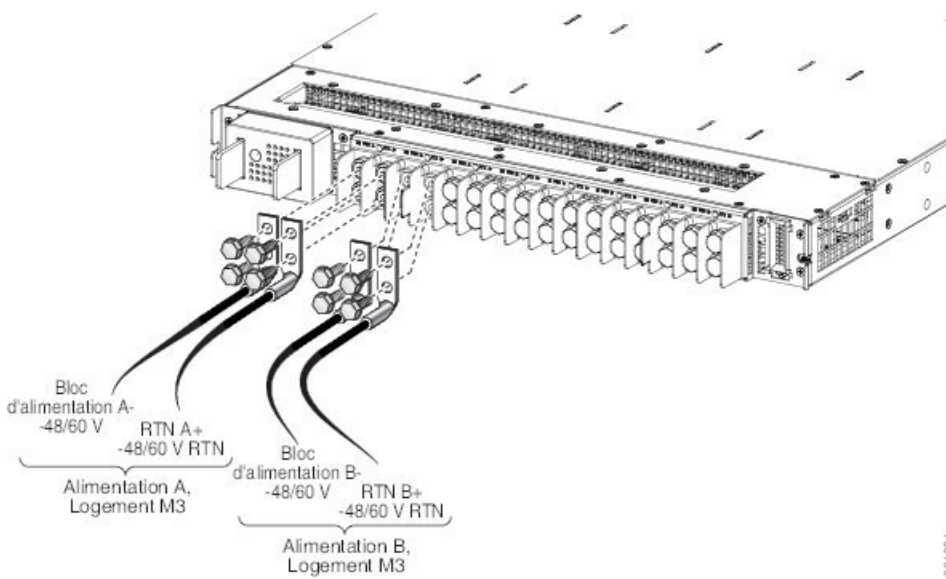 Bloc
d'alimentation A-
-48/60 V
RTN A+
-48/60 V RTN
Alimentation A,
Logement M3
Bloc
d'alimentation B-
-48/60 V
RTN B+
-48/60 V RTN
Alimentation B,
Logement M3